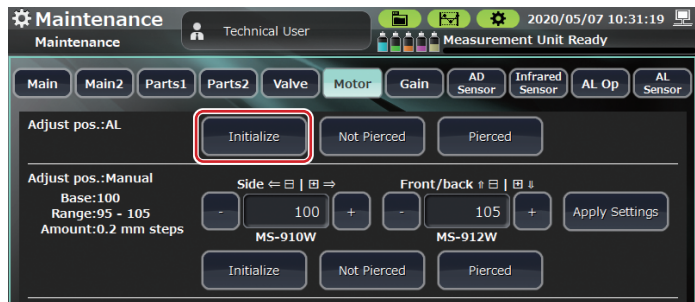 Maintenance
Technical User
2020/05/07 10:31:19
Maintenance
Measurement Unit Ready
Main Main2 Parts1 Parts2 Valve Motor Gain AD Sensor Infrared Sensor AL Op AL Sensor
Adjust pos.:AL
Initialize Not Pierced Pierced
Adjust pos.:Manual
Side ⇐ ⊟ | ⊞ ⇒ Front/back ⇑ ⊟ | ⊞ ⇓
Base:100
Range:95 - 105
Amount:0.2 mm steps
- 100 + - 105 + Apply Settings
MS-910W MS-912W
Initialize Not Pierced Pierced